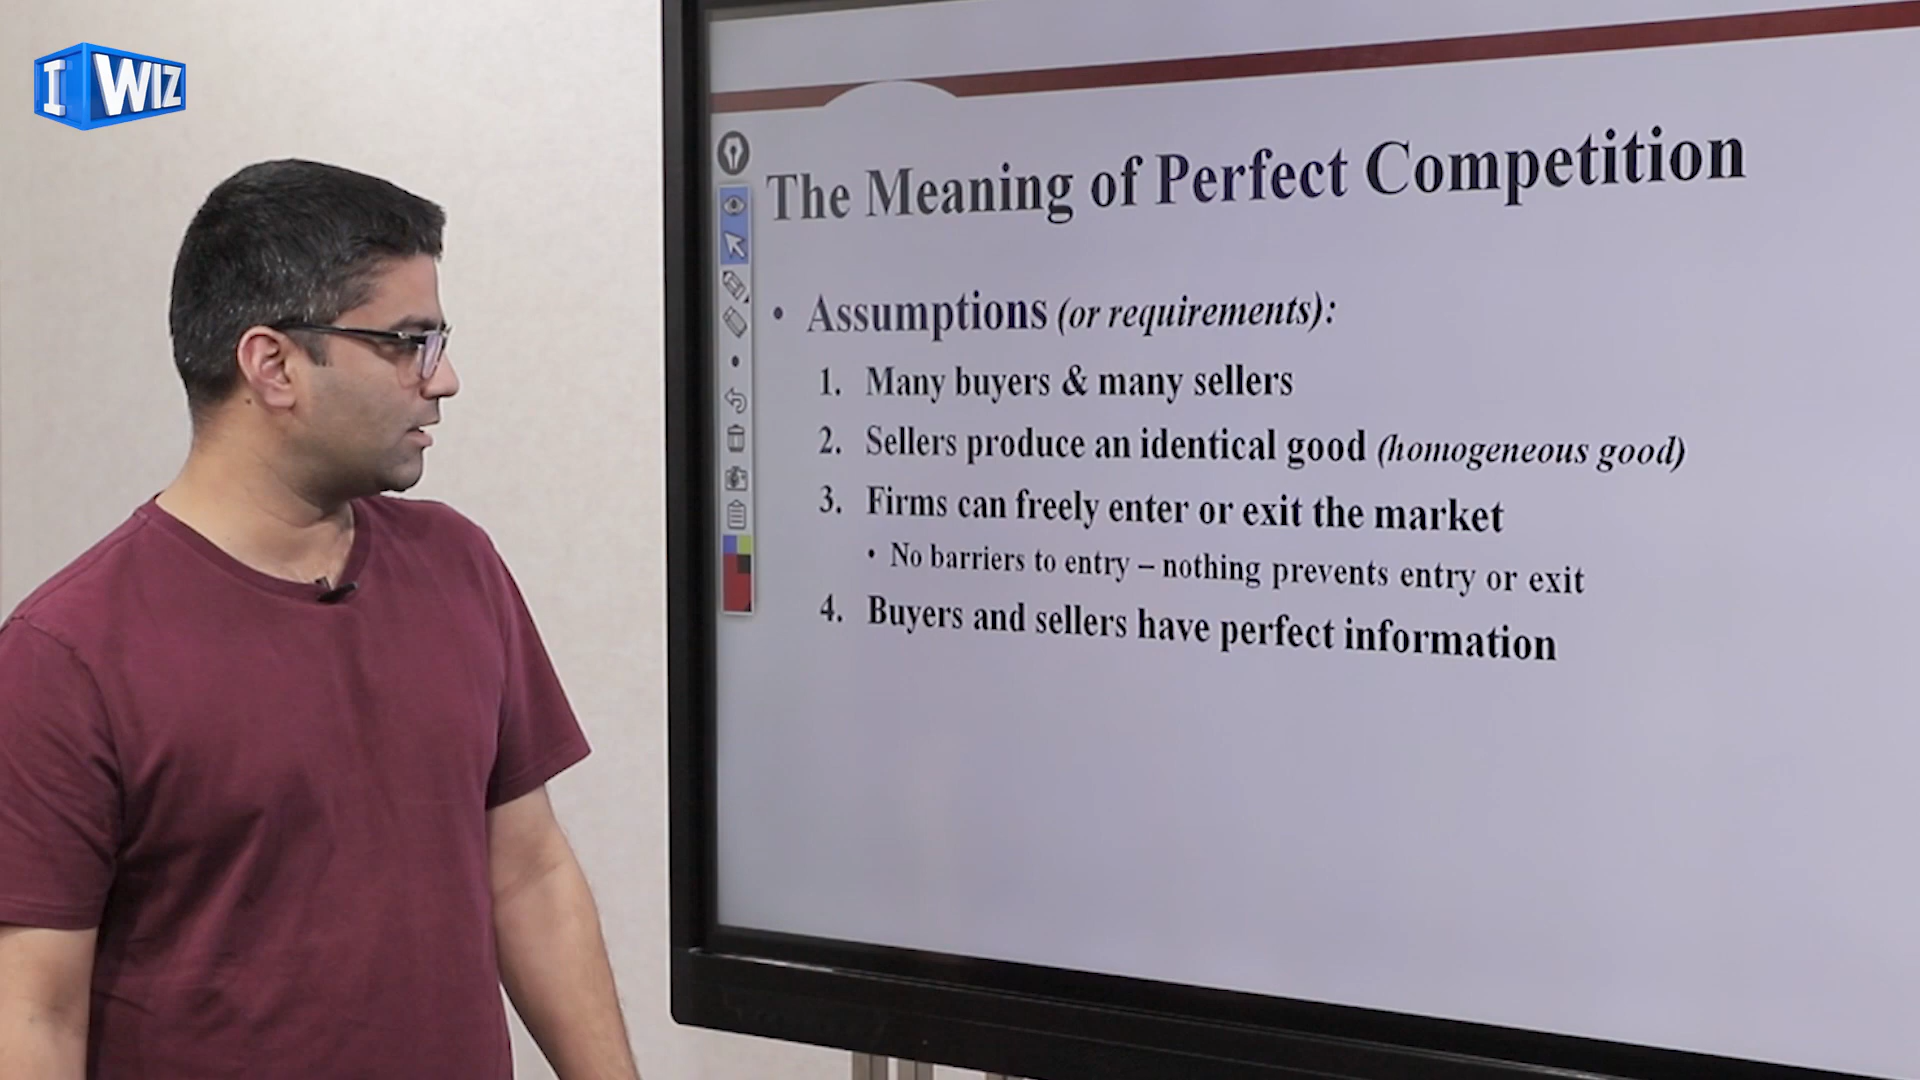 I WIZ
The Meaning of Perfect Competition
• Assumptions (or requirements):
1. Many buyers & many sellers
2. Sellers produce an identical good (homogeneous good)
3. Firms can freely enter or exit the market
• No barriers to entry – nothing prevents entry or exit
4. Buyers and sellers have perfect information